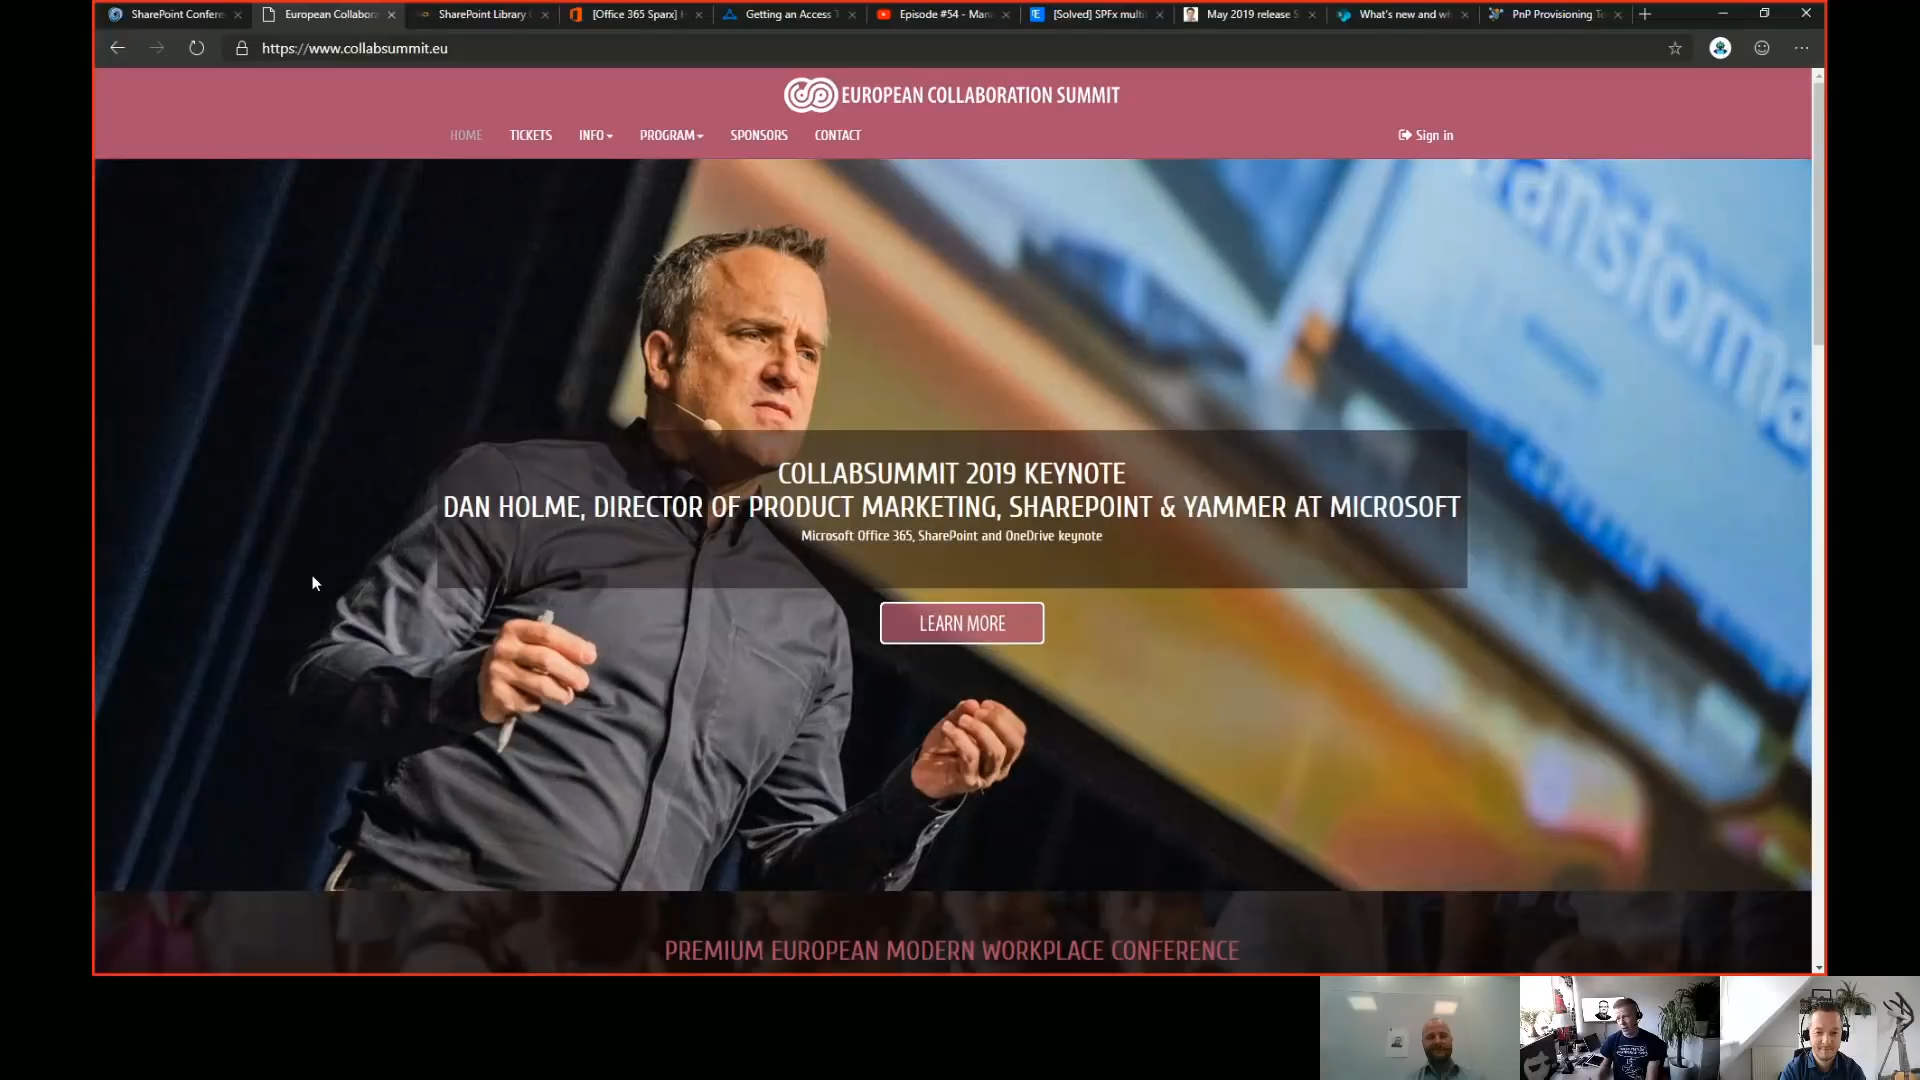 SharePoint Confere
European Collabora
SharePoint Library
[Office 365 Sparx]
Getting an Access T
Episode #54 - Man
[Solved] SPFx multi
May 2019 release S
What's new and w
PnP Provisioning T
https://www.collabsummit.eu
EUROPEAN COLLABORATION SUMMIT
HOME TICKETS INFO PROGRAM SPONSORS CONTACT Sign in
Transforma
COLLABSUMMIT 2019 KEYNOTE
DAN HOLME, DIRECTOR OF PRODUCT MARKETING, SHAREPOINT & YAMMER AT MICROSOFT
Microsoft Office 365, SharePoint and OneDrive keynote
LEARN MORE
PREMIUM EUROPEAN MODERN WORKPLACE CONFERENCE